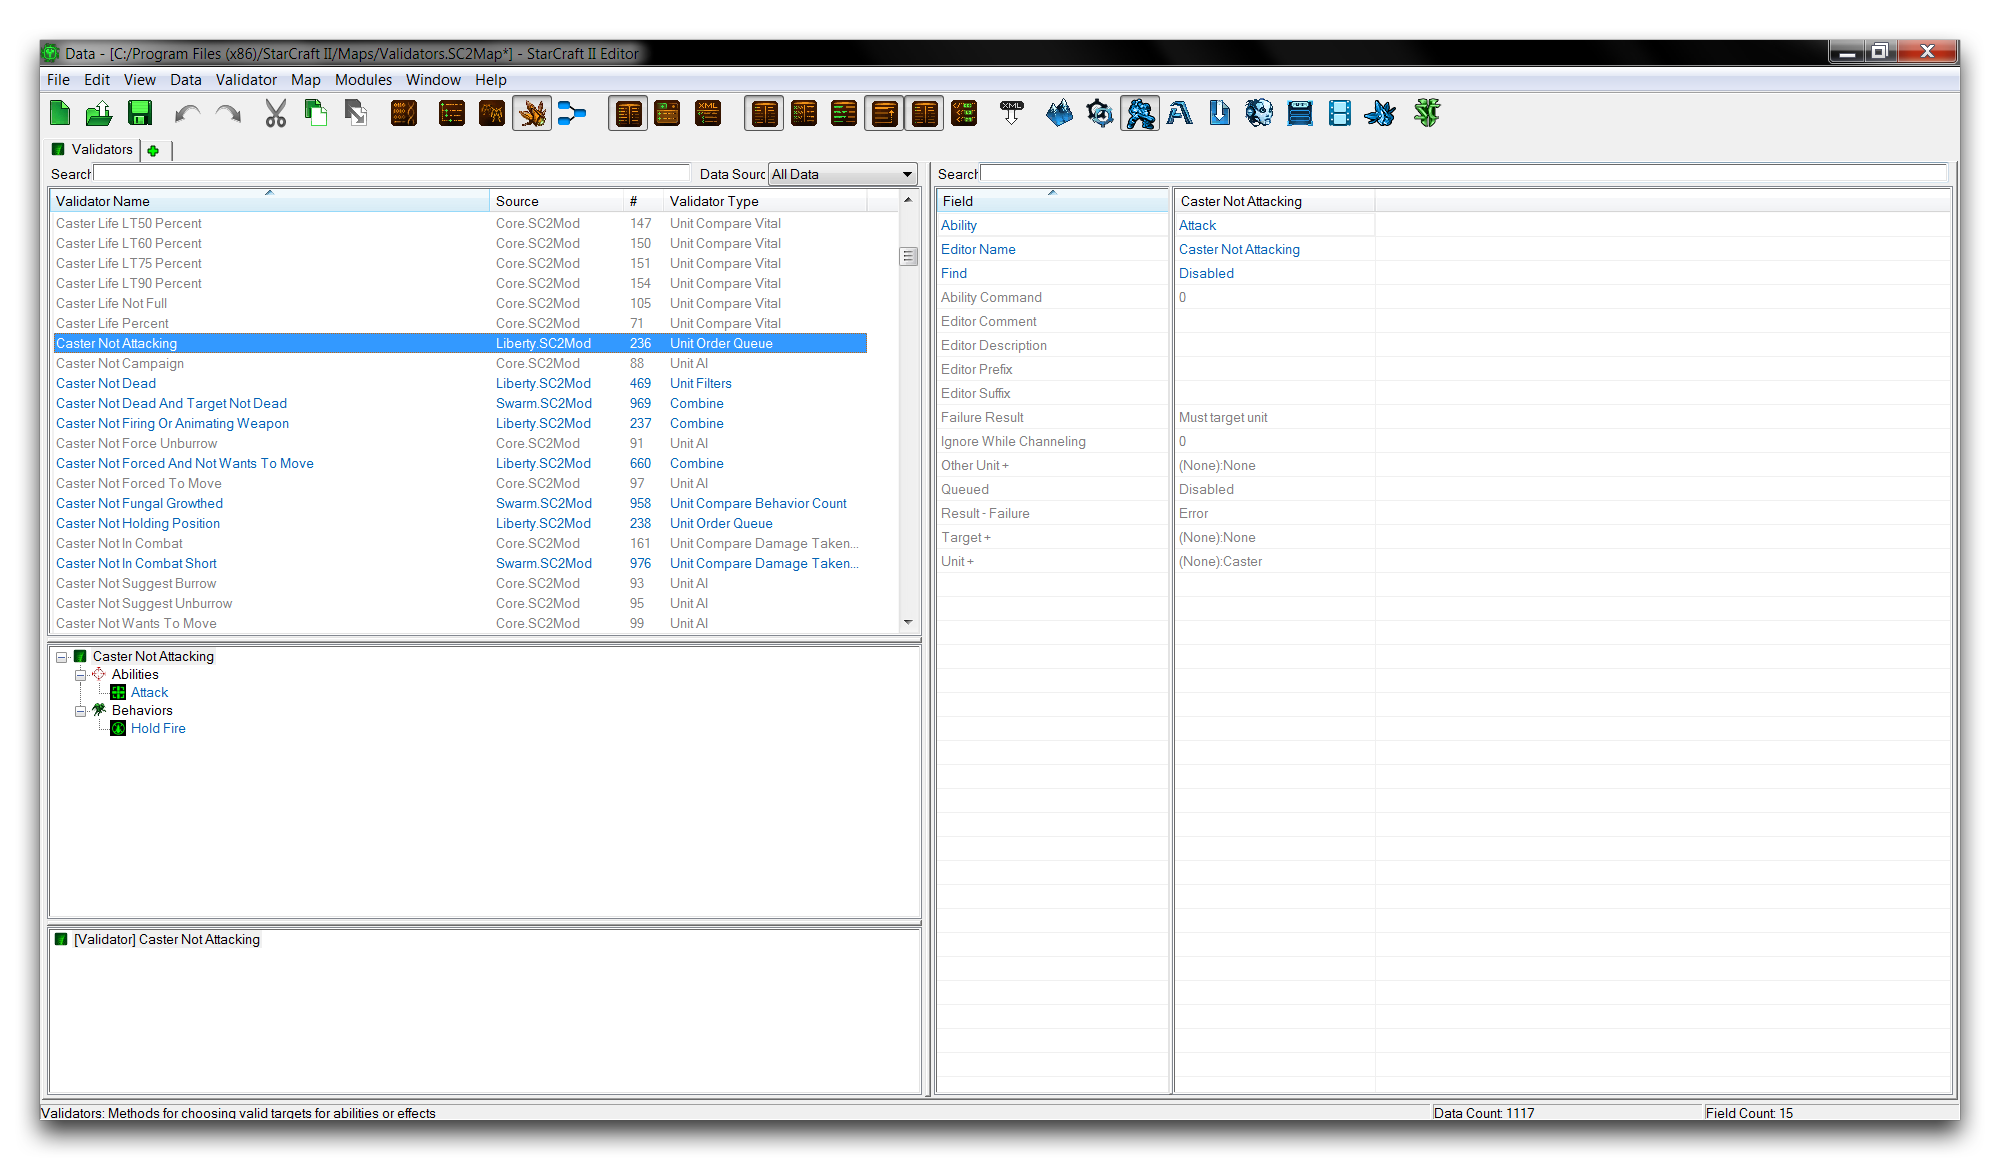 Data - [C:/Program Files (x86)/StarCraft II/Maps/Validators.SC2Map*] - StarCraft II Editor
File Edit View Data Validator Map Modules Window Help
XML XML
Validators
Search Data Sourc All Data
Validator Name Source # Validator Type
Caster Life LT50 Percent Core.SC2Mod 147 Unit Compare Vital
Caster Life LT60 Percent Core.SC2Mod 150 Unit Compare Vital
Caster Life LT75 Percent Core.SC2Mod 151 Unit Compare Vital
Caster Life LT90 Percent Core.SC2Mod 154 Unit Compare Vital
Caster Life Not Full Core.SC2Mod 105 Unit Compare Vital
Caster Life Percent Core.SC2Mod 71 Unit Compare Vital
Caster Not Attacking Liberty.SC2Mod 236 Unit Order Queue
Caster Not Campaign Core.SC2Mod 88 Unit AI
Caster Not Dead Liberty.SC2Mod 469 Unit Filters
Caster Not Dead And Target Not Dead Swarm.SC2Mod 969 Combine
Caster Not Firing Or Animating Weapon Liberty.SC2Mod 237 Combine
Caster Not Force Unburrow Core.SC2Mod 91 Unit AI
Caster Not Forced And Not Wants To Move Liberty.SC2Mod 660 Combine
Caster Not Forced To Move Core.SC2Mod 97 Unit AI
Caster Not Fungal Growthed Swarm.SC2Mod 958 Unit Compare Behavior Count
Caster Not Holding Position Liberty.SC2Mod 238 Unit Order Queue
Caster Not In Combat Core.SC2Mod 161 Unit Compare Damage Taken...
Caster Not In Combat Short Swarm.SC2Mod 976 Unit Compare Damage Taken...
Caster Not Suggest Burrow Core.SC2Mod 93 Unit AI
Caster Not Suggest Unburrow Core.SC2Mod 95 Unit AI
Caster Not Wants To Move Core.SC2Mod 99 Unit AI
Caster Not Attacking
Abilities
Attack
Behaviors
Hold Fire
[Validator] Caster Not Attacking
Search
Field Caster Not Attacking
Ability Attack
Editor Name Caster Not Attacking
Find Disabled
Ability Command 0
Editor Comment
Editor Description
Editor Prefix
Editor Suffix
Failure Result Must target unit
Ignore While Channeling 0
Other Unit + (None):None
Queued Disabled
Result - Failure Error
Target + (None):None
Unit + (None):Caster
Validators: Methods for choosing valid targets for abilities or effects Data Count: 1117 Field Count: 15